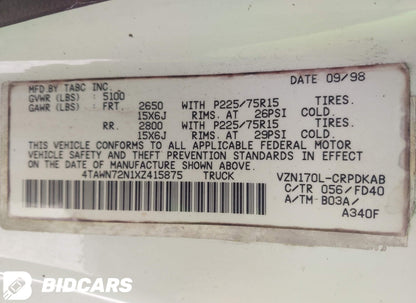 MFD.BY TABC INC. DATE 09/98
GVWR (LBS) : 5100
GAWR (LBS) : FRT. 2650 WITH P225/75R15 TIRES.
15X6J RIMS. AT 26PSI COLD.
RR. 2800 WITH P225/75R15 TIRES.
15X6J RIMS. AT 29PSI COLD.
THIS VEHICLE CONFORMS TO ALL APPLICABLE FEDERAL MOTOR
VEHICLE SAFETY AND THEFT PREVENTION STANDARDS IN EFFECT ON
THE DATE OF MANUFACTURE SHOWN ABOVE.
4TAWN72N1XZ415875 TRUCK VZN170L-CRPDKAB
C/TR 056/FD40
A/TM B03A/
A340F
BIDCARS